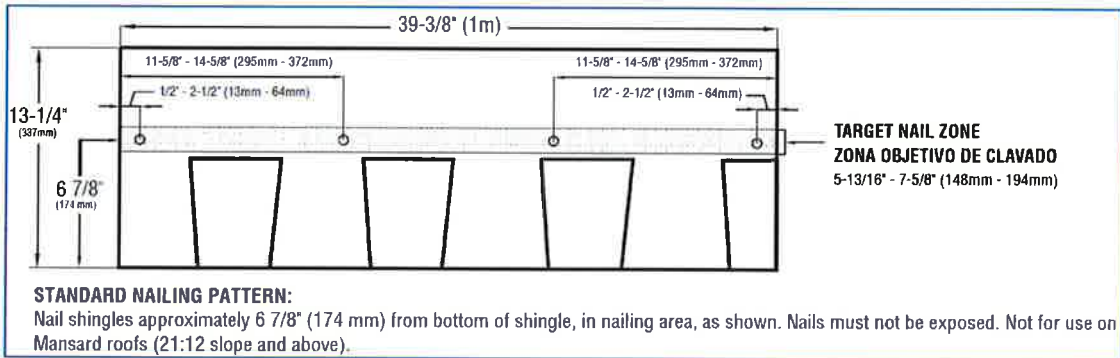 39-3/8" (1m)
11-5/8" - 14-5/8" (295mm - 372mm)
11-5/8" - 14-5/8" (295mm - 372mm)
1/2" - 2-1/2" (13mm - 64mm)
1/2" - 2-1/2" (13mm - 64mm)
13-1/4"
(337mm)
TARGET NAIL ZONE
ZONA OBJETIVO DE CLAVADO
5-13/16" - 7-5/8" (148mm - 194mm)
6 7/8"
(174 mm)
STANDARD NAILING PATTERN:
Nail shingles approximately 6 7/8" (174 mm) from bottom of shingle, in nailing area, as shown. Nails must not be exposed. Not for use on
Mansard roofs (21:12 slope and above).